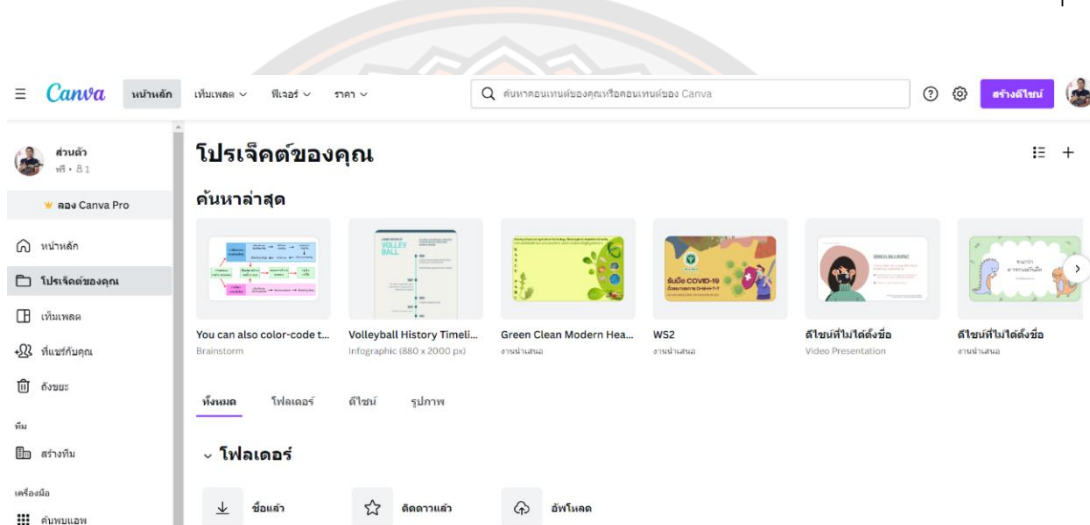 Canva
หน้าหลัก
เท็มเพลต
ฟีเจอร์
ราคา
ค้นหาคอนเทนต์ของคุณหรือคอนเทนต์ของ Canva
สร้างดีไซน์
ส่วนตัว
ฟรี • 1
ลอง Canva Pro
หน้าหลัก
โปรเจ็คต์ของคุณ
เท็มเพลต
ที่แชร์กับคุณ
ถังขยะ
ทีม
สร้างทีม
เครื่องมือ
ค้นพบแอพ
โปรเจ็คต์ของคุณ
ค้นหาล่าสุด
VOLLEY
BALL
รับมือ COVID-19
You can also color-code t...
Brainstorm
Volleyball History Timeli...
Infographic (880 x 2000 px)
Green Clean Modern Hea...
งานนำเสนอ
WS2
งานนำเสนอ
ดีไซน์ที่ไม่ได้ตั้งชื่อ
Video Presentation
ดีไซน์ที่ไม่ได้ตั้งชื่อ
งานนำเสนอ
ทั้งหมด
โฟลเดอร์
ดีไซน์
รูปภาพ
โฟลเดอร์
ซื้อแล้ว
ติดดาวแล้ว
อัพโหลด